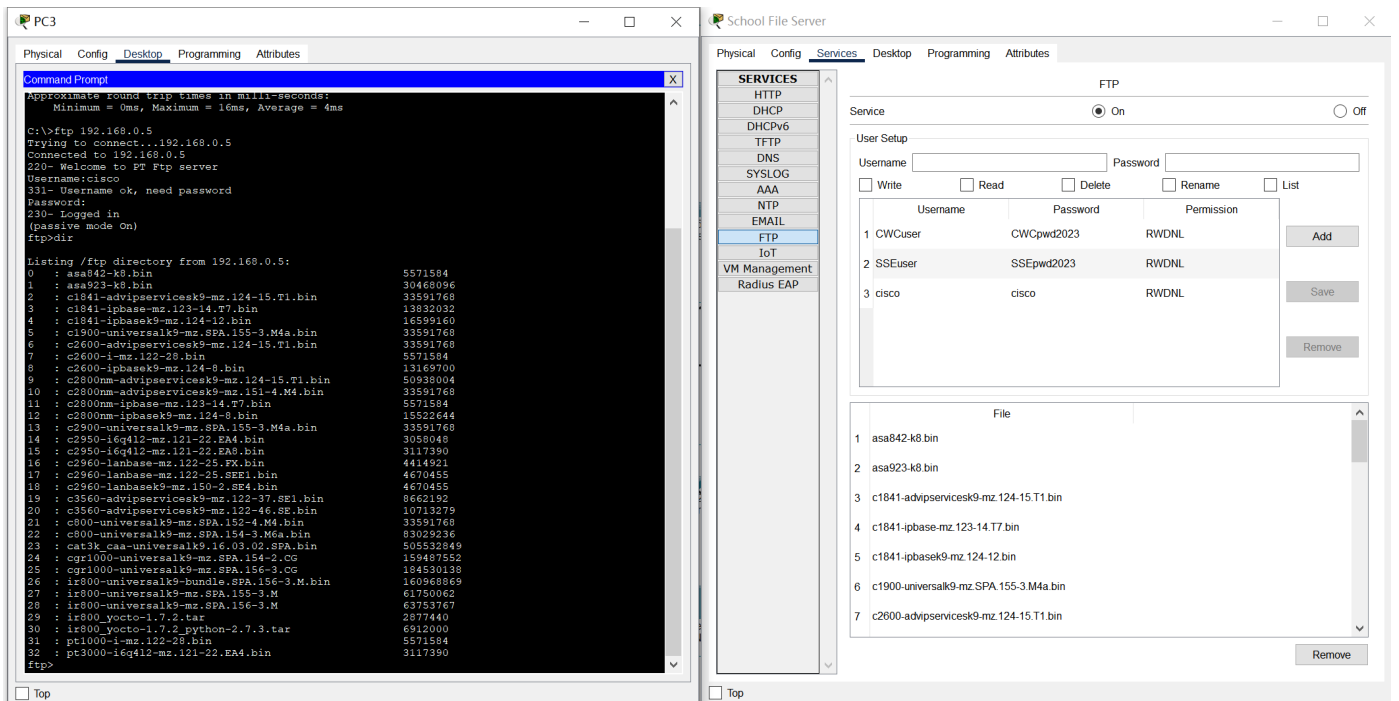 PC3
Physical Config Desktop Programming Attributes
Command Prompt
X
Approximate round trip times in milli-seconds:
Minimum = 0ms, Maximum = 16ms, Average = 4ms
C:\>ftp 192.168.0.5
Trying to connect...192.168.0.5
Connected to 192.168.0.5
220- Welcome to PT Ftp server
Username:cisco
331- Username ok, need password
Password:
230- Logged in
(passive mode On)
ftp>dir
Listing /ftp directory from 192.168.0.5:
0 : asa842-k8.bin 5571584
1 : asa923-k8.bin 30468096
2 : c1841-advipservicesk9-mz.124-15.T1.bin 33591768
3 : c1841-ipbase-mz.123-14.T7.bin 13832032
4 : c1841-ipbasek9-mz.124-12.bin 16599160
5 : c1900-universalk9-mz.SPA.155-3.M4a.bin 33591768
6 : c2600-advipservicesk9-mz.124-15.T1.bin 33591768
7 : c2600-i-mz.122-28.bin 5571584
8 : c2600-ipbasek9-mz.124-8.bin 13169700
9 : c2800nm-advipservicesk9-mz.124-15.T1.bin 50938004
10 : c2800nm-advipservicesk9-mz.151-4.M4.bin 33591768
11 : c2800nm-ipbase-mz.123-14.T7.bin 5571584
12 : c2800nm-ipbasek9-mz.124-8.bin 15522644
13 : c2900-universalk9-mz.SPA.155-3.M4a.bin 33591768
14 : c2950-i6q4l2-mz.121-22.EA4.bin 3058048
15 : c2950-i6q4l2-mz.121-22.EA8.bin 3117390
16 : c2960-lanbase-mz.122-25.FX.bin 4414921
17 : c2960-lanbase-mz.122-25.SEE1.bin 4670455
18 : c2960-lanbasek9-mz.150-2.SE4.bin 4670455
19 : c3560-advipservicesk9-mz.122-37.SE1.bin 8662192
20 : c3560-advipservicesk9-mz.122-46.SE.bin 10713279
21 : c800-universalk9-mz.SPA.152-4.M4.bin 33591768
22 : c800-universalk9-mz.SPA.154-3.M6a.bin 83029236
23 : cat3k_caa-universalk9.16.03.02.SPA.bin 505532849
24 : cgr1000-universalk9-mz.SPA.154-2.CG 159487552
25 : cgr1000-universalk9-mz.SPA.156-3.CG 184530138
26 : ir800-universalk9-bundle.SPA.156-3.M.bin 160968869
27 : ir800-universalk9-mz.SPA.155-3.M 61750062
28 : ir800-universalk9-mz.SPA.156-3.M 63753767
29 : ir800_yocto-1.7.2.tar 2877440
30 : ir800_yocto-1.7.2_python-2.7.3.tar 6912000
31 : pt1000-i-mz.122-28.bin 5571584
32 : pt3000-i6q4l2-mz.121-22.EA4.bin 3117390
ftp>
Top
School File Server
Physical Config Services Desktop Programming Attributes
SERVICES
HTTP
DHCP
DHCPv6
TFTP
DNS
SYSLOG
AAA
NTP
EMAIL
FTP
IoT
VM Management
Radius EAP
FTP
Service On Off
User Setup
Username Password
Write Read Delete Rename List
Username Password Permission
1 CWCuser CWCpwd2023 RWDNL
2 SSEuser SSEpwd2023 RWDNL
3 cisco cisco RWDNL
Add
Save
Remove
File
1 asa842-k8.bin
2 asa923-k8.bin
3 c1841-advipservicesk9-mz.124-15.T1.bin
4 c1841-ipbase-mz.123-14.T7.bin
5 c1841-ipbasek9-mz.124-12.bin
6 c1900-universalk9-mz.SPA.155-3.M4a.bin
7 c2600-advipservicesk9-mz.124-15.T1.bin
Remove
Top